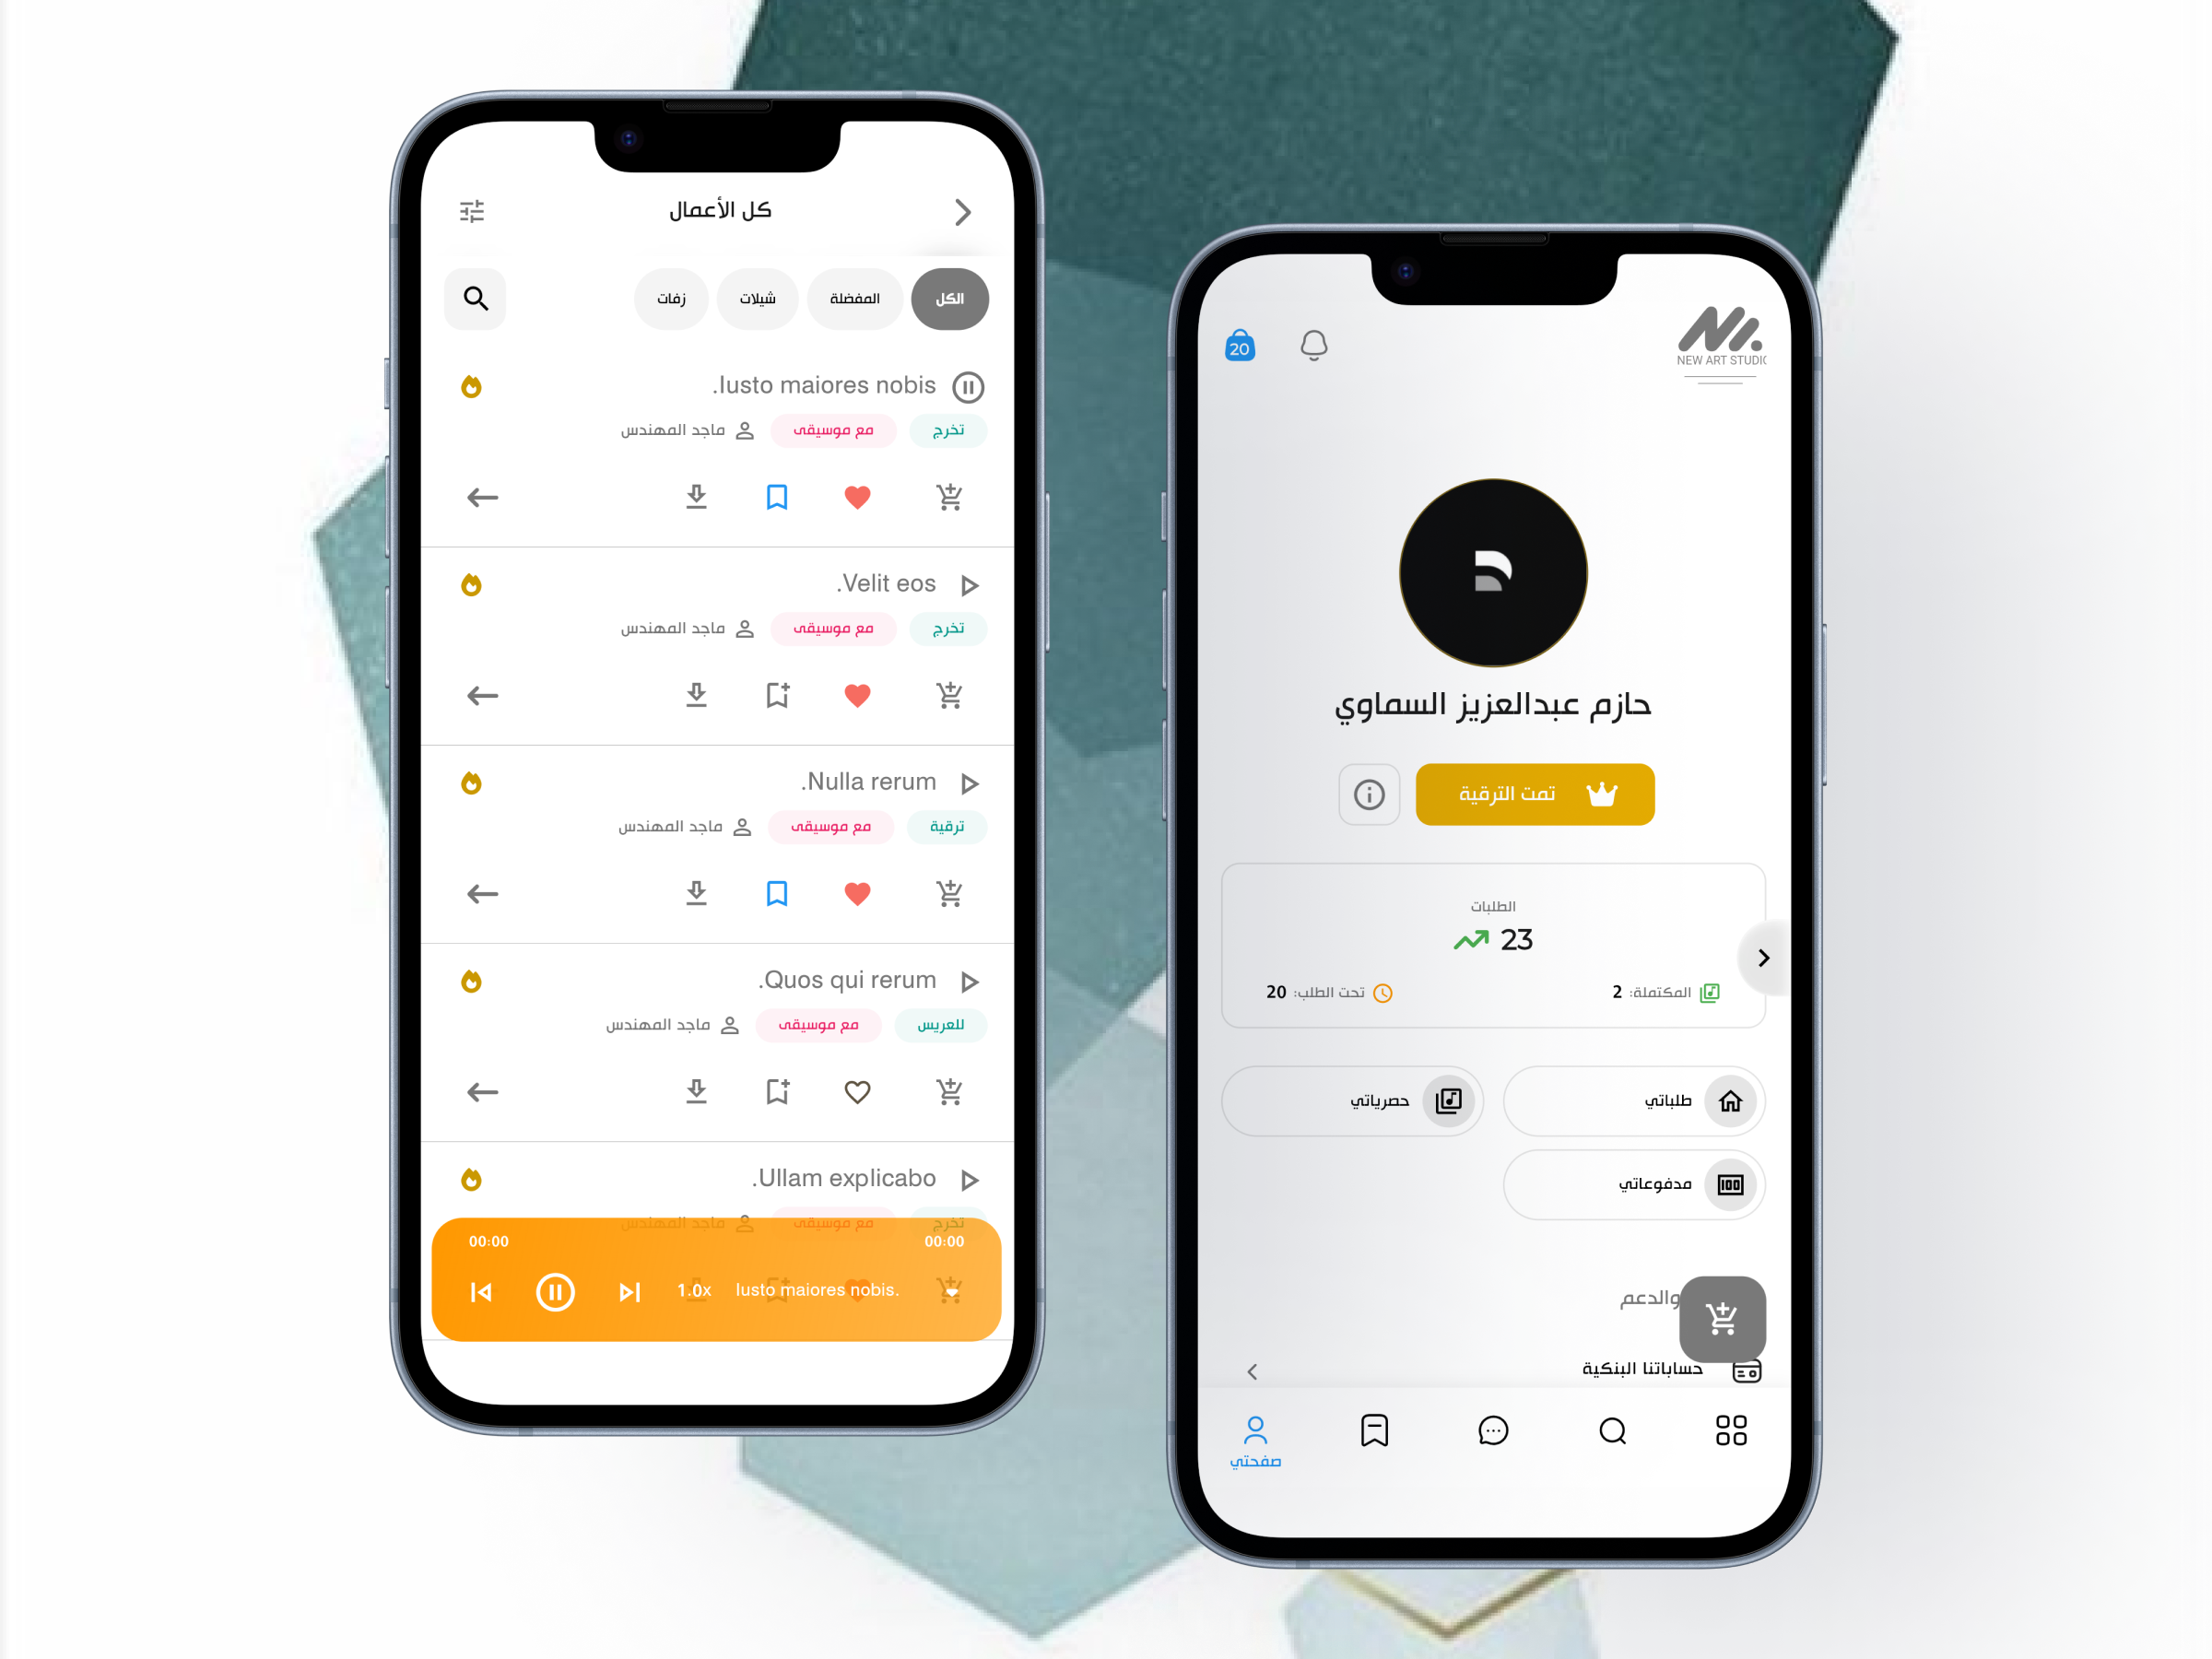 كل الأعمال
الكل
المفضلة
شيلات
زفات
.Iusto maiores nobis
تخرج
مع موسيقى
ماجد المهندس
.Velit eos
تخرج
مع موسيقى
ماجد المهندس
.Nulla rerum
ترقية
مع موسيقى
ماجد المهندس
.Quos qui rerum
للعريس
مع موسيقى
ماجد المهندس
.Ullam explicabo
تخرج
مع موسيقى
ماجد المهندس
00:00
00:00
1.0x
Iusto maiores nobis.
20
NEW ART STUDIO
حازم عبدالعزيز السماوي
تمت الترقية
الطلبات
23
المكتملة: 2
تحت الطلب: 20
طلباتي
حصرياتي
100
مدفوعاتي
والدعم
حساباتنا البنكية
صفحتي